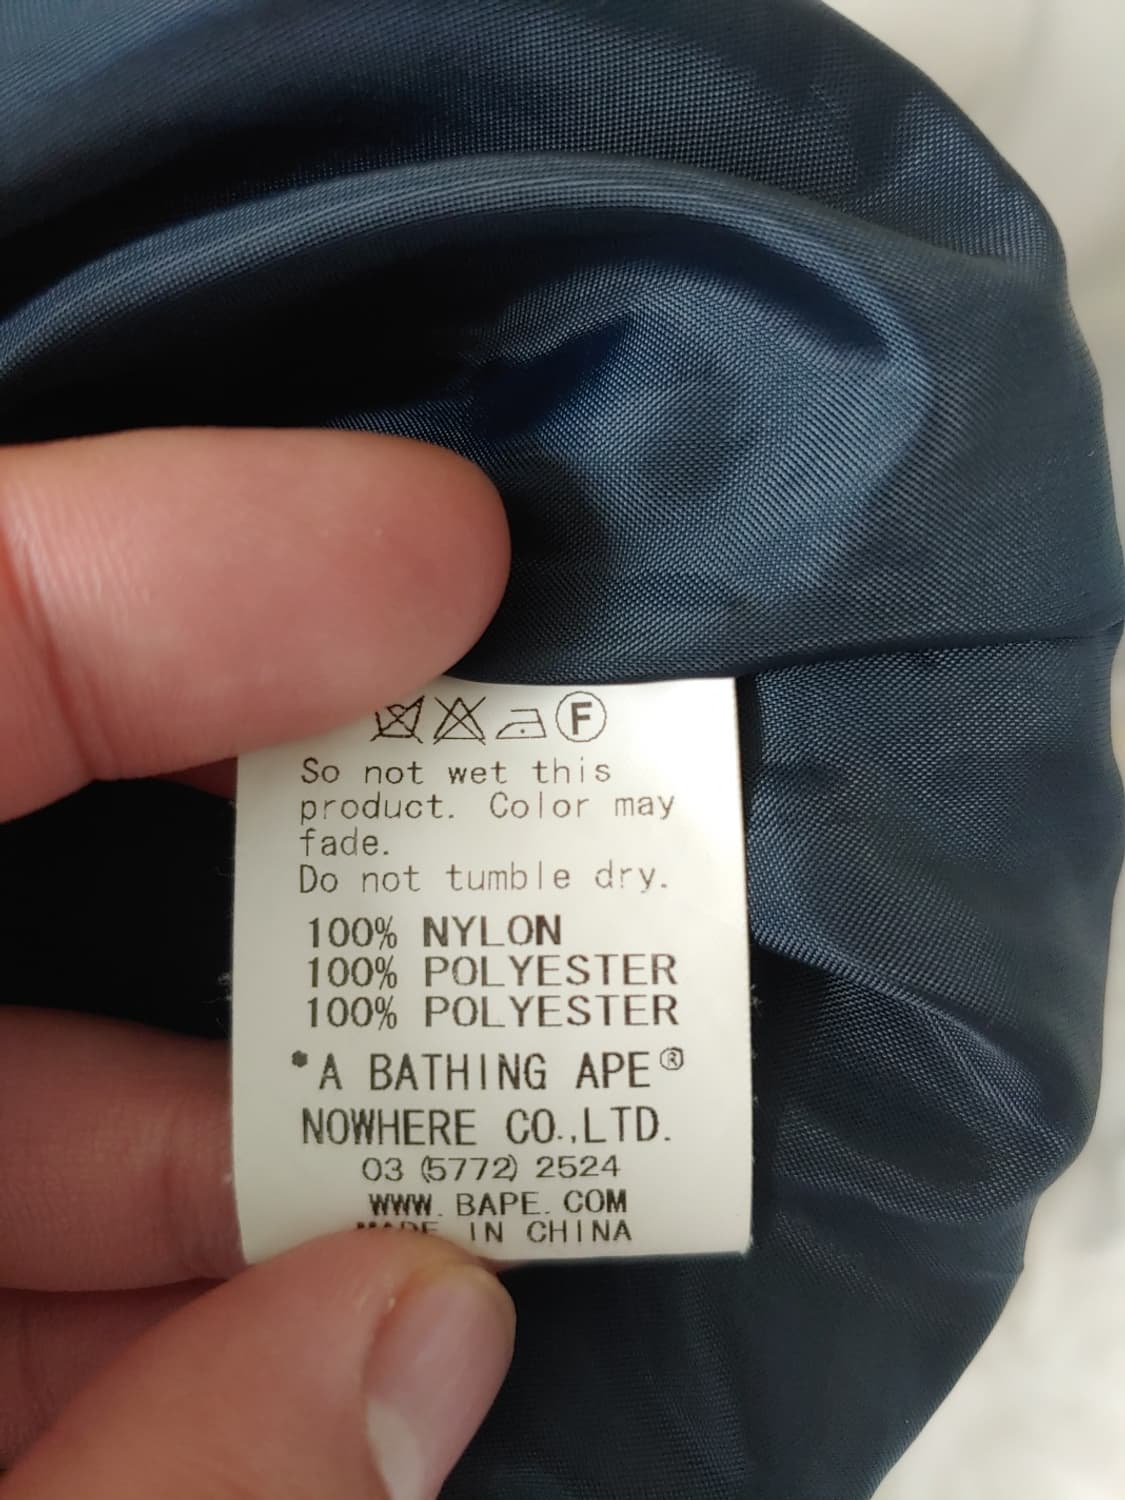 F
So not wet this
product. Color may
fade.
Do not tumble dry.
100% NYLON
100% POLYESTER
100% POLYESTER
*A BATHING APE®
NOWHERE CO.,LTD.
03 (5772) 2524
WWW. BAPE. COM
MADE IN CHINA